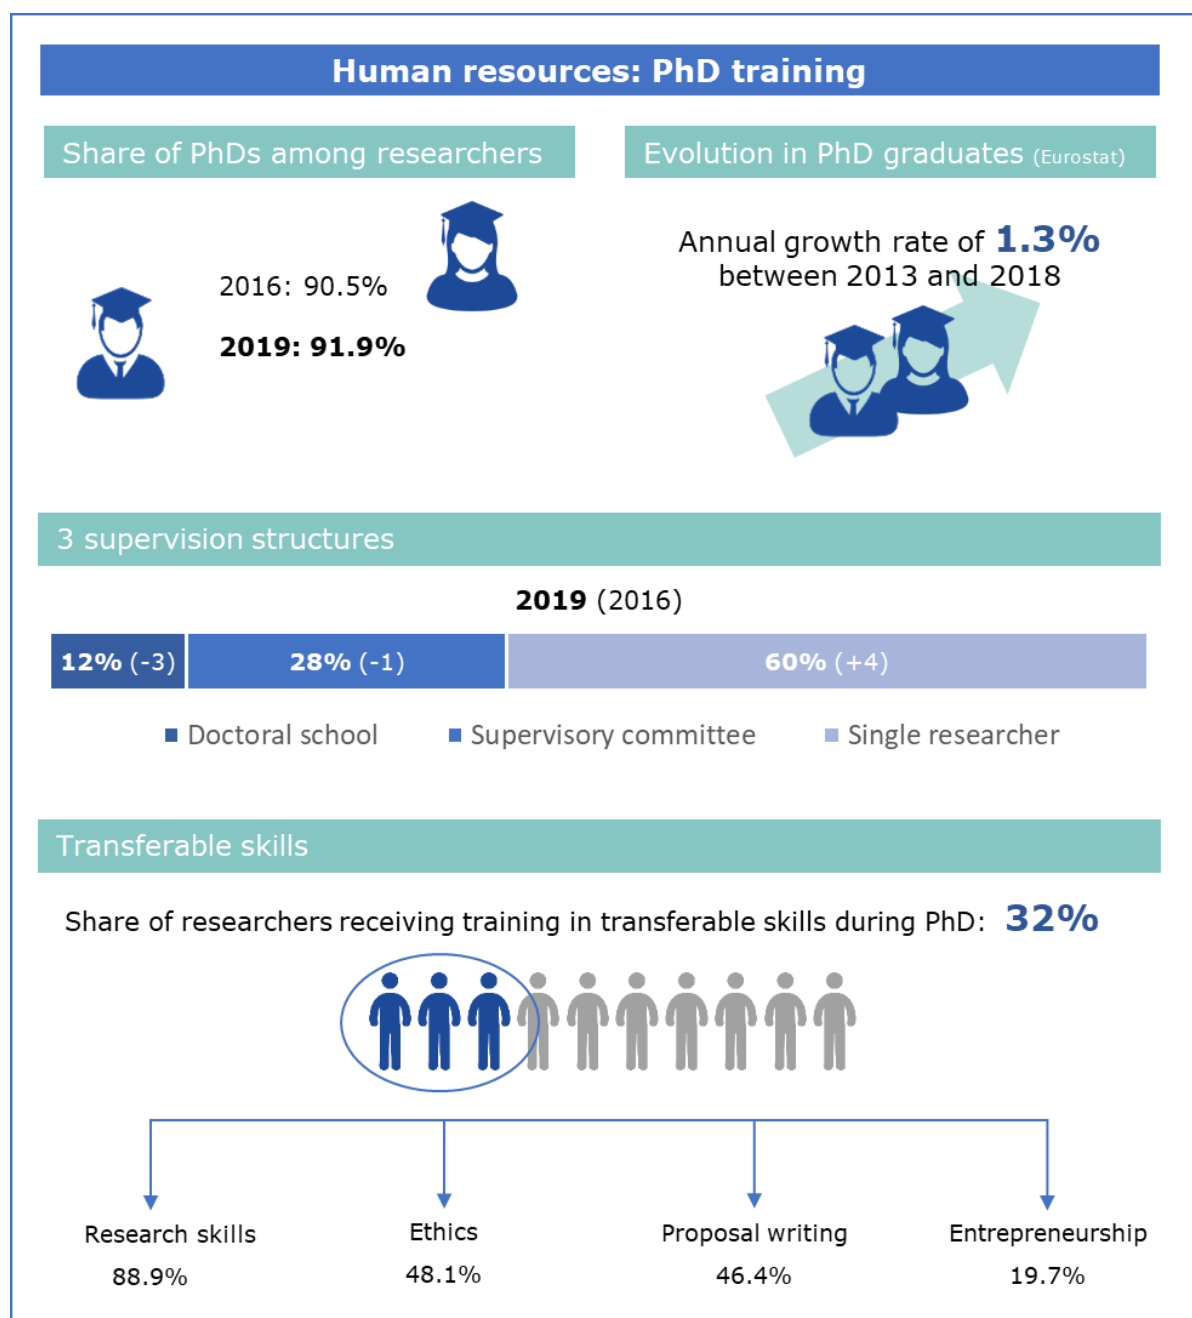 Human resources: PhD training
Share of PhDs among researchers
2016: 90.5%
2019: 91.9%
Evolution in PhD graduates (Eurostat)
Annual growth rate of 1.3%
between 2013 and 2018
3 supervision structures
2019 (2016)
12% (-3)
28% (-1)
60% (+4)
Doctoral school
Supervisory committee
Single researcher
Transferable skills
Share of researchers receiving training in transferable skills during PhD: 32%
Research skills
88.9%
Ethics
48.1%
Proposal writing
46.4%
Entrepreneurship
19.7%